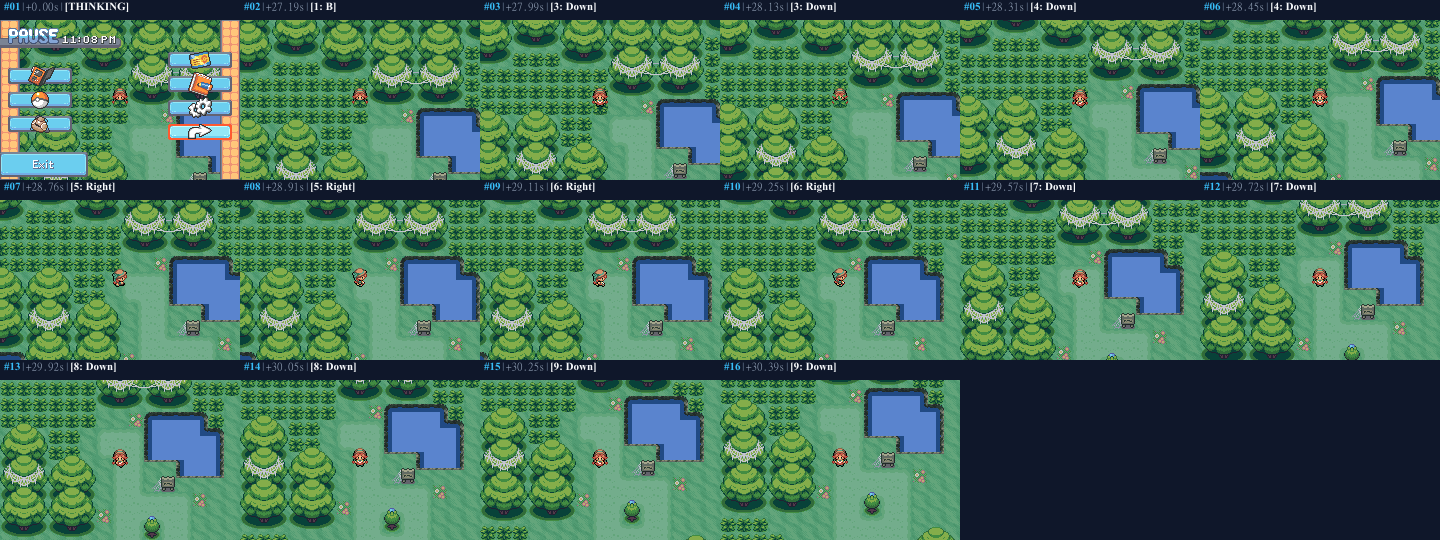 #01|+0.00s|[THINKING]
#02|+27.19s|[1: B]
#03|+27.99s|[3: Down]
#04|+28.13s|[3: Down]
#05|+28.31s|[4: Down]
#06|+28.45s|[4: Down]
PAUSE 11:08 PM
Exit
#07|+28.76s|[5: Right]
#08|+28.91s|[5: Right]
#09|+29.11s|[6: Right]
#10|+29.25s|[6: Right]
#11|+29.57s|[7: Down]
#12|+29.72s|[7: Down]
#13|+29.92s|[8: Down]
#14|+30.05s|[8: Down]
#15|+30.25s|[9: Down]
#16|+30.39s|[9: Down]